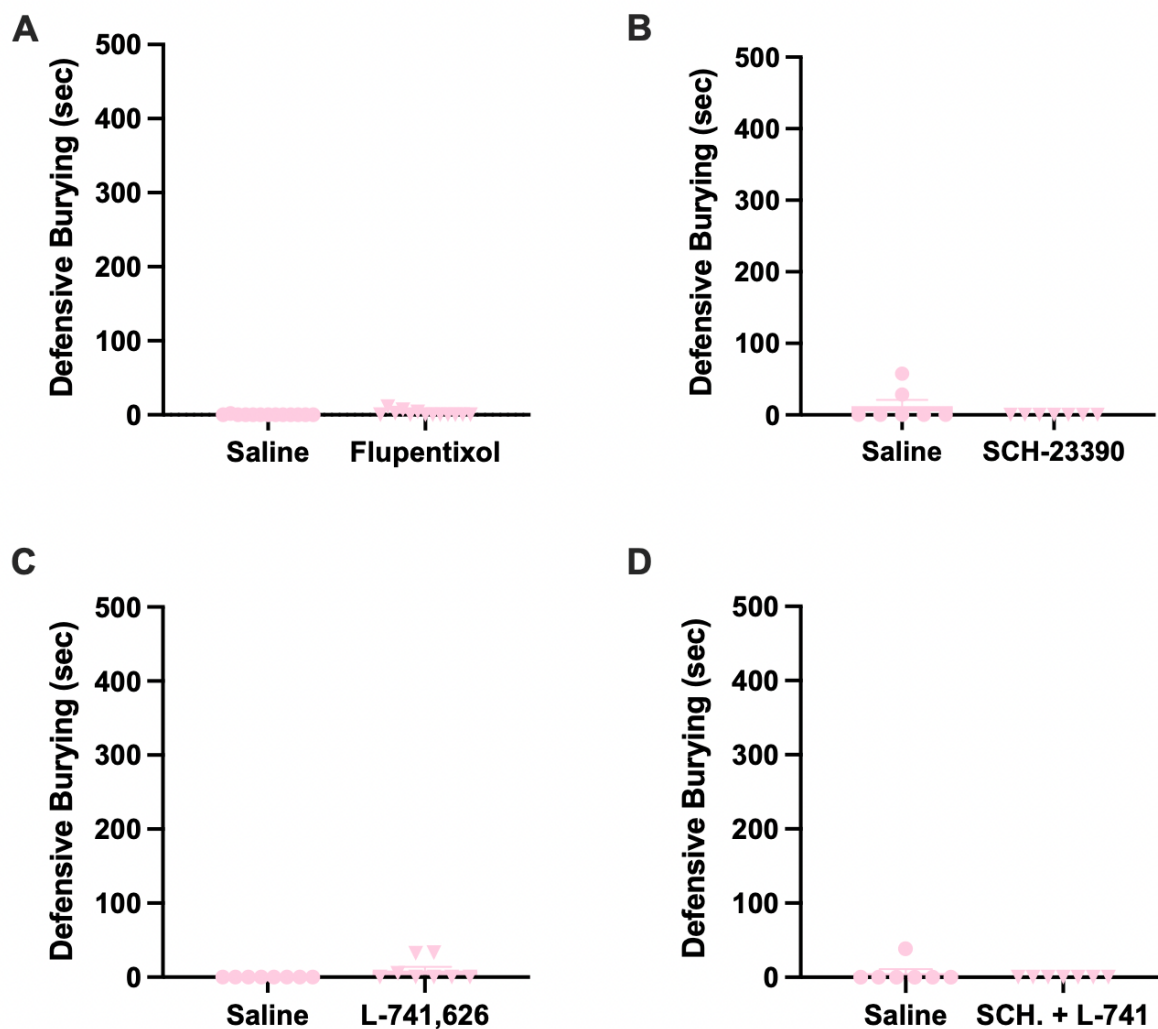 A
Defensive Burying (sec)
500
400
300
200
100
0
Saline
Flupentixol
B
Defensive Burying (sec)
500
400
300
200
100
0
Saline
SCH-23390
C
Defensive Burying (sec)
500
400
300
200
100
0
Saline
L-741,626
D
Defensive Burying (sec)
500
400
300
200
100
0
Saline
SCH. + L-741